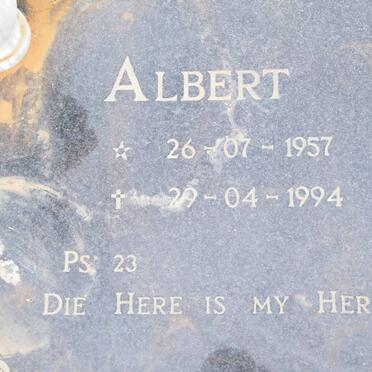 ALBERT
☆ 26-07-1957
† 29-04-1994
PS 23
DIE HERE IS MY HER